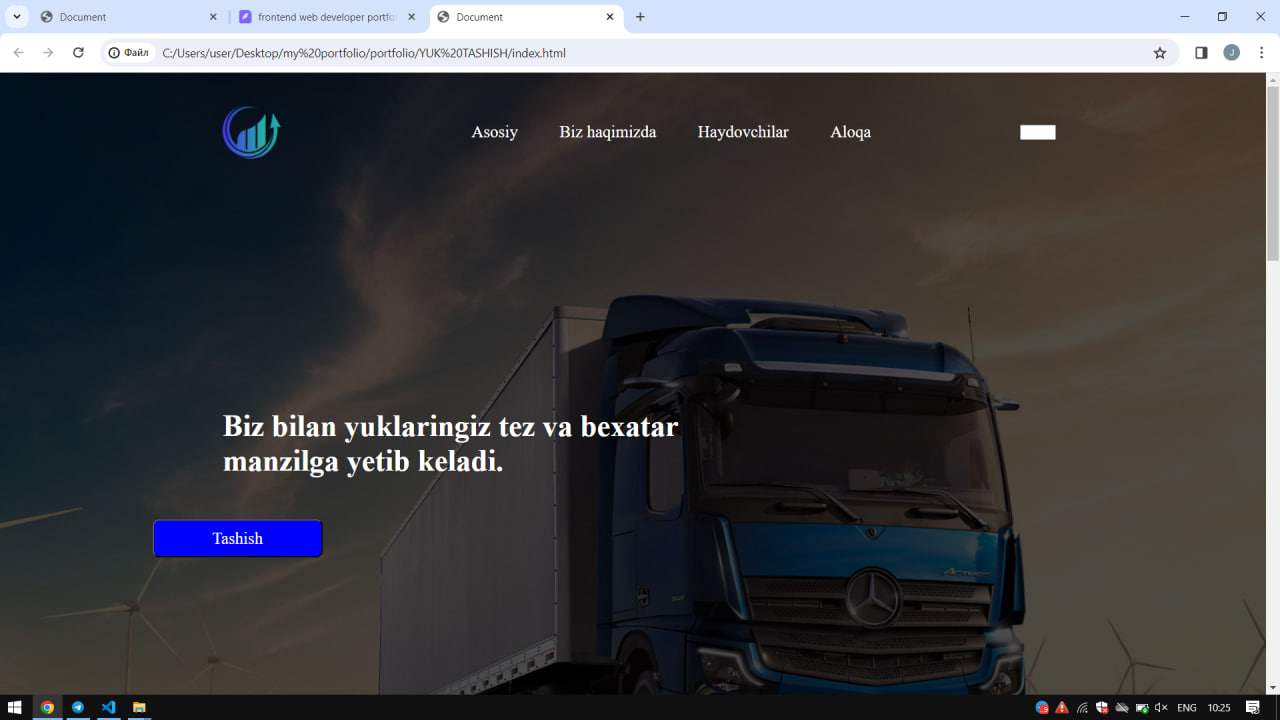 Document
frontend web developer portfo
Document
Файл
C:/Users/user/Desktop/my%20portfolio/portfolio/YUK%20TASHISH/index.html
J
Asosiy
Biz haqimizda
Haydovchilar
Aloqa
Biz bilan yuklaringiz tez va bexatar
manzilga yetib keladi.
Tashish
ENG
10:25